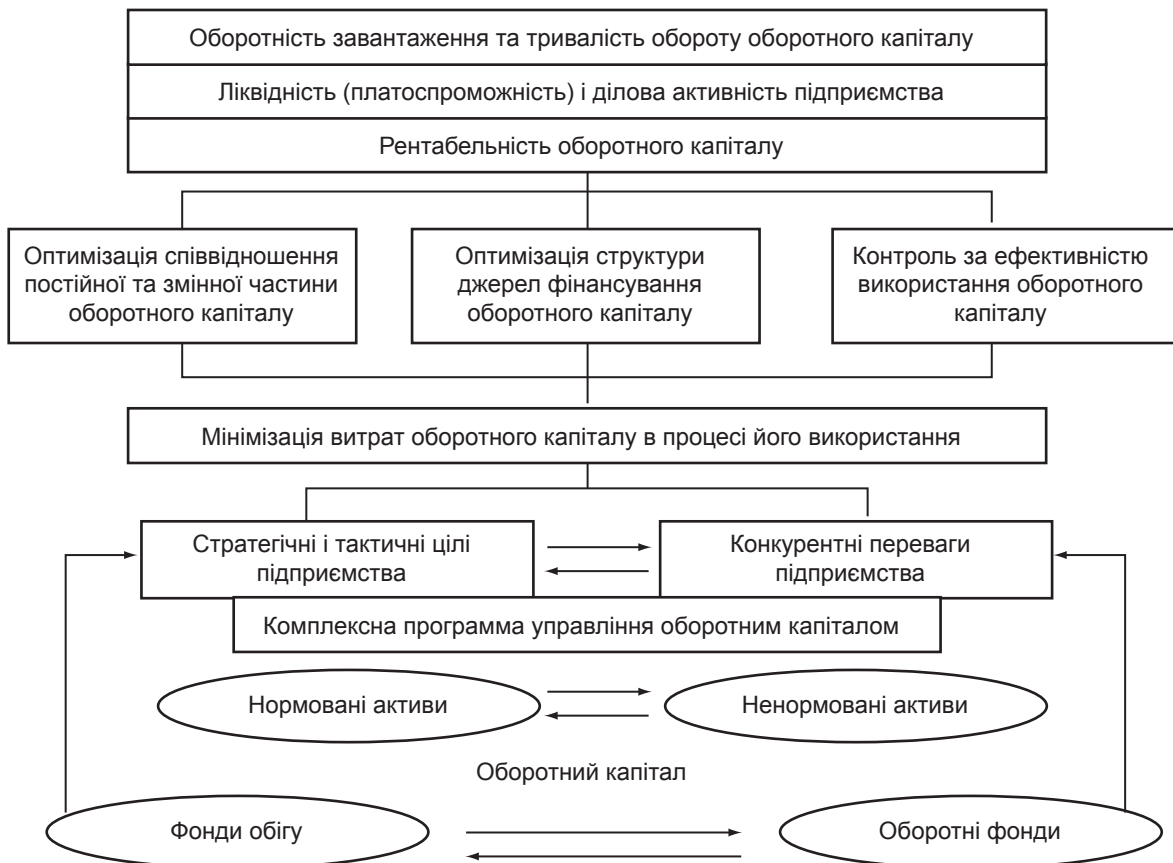 Оборотність завантаження та тривалість обороту оборотного капіталу
Ліквідність (платоспроможність) і ділова активність підприємства
Рентабельність оборотного капіталу
Оптимізація співвідношення
постійної та змінної частини
оборотного капіталу
Оптимізація структури
джерел фінансування
оборотного капіталу
Контроль за ефективністю
використання оборотного
капіталу
Мінімізація витрат оборотного капіталу в процесі його використання
Стратегічні і тактичні цілі
підприємства
Конкурентні переваги
підприємства
Комплексна программа управління оборотним капіталом
Нормовані активи
Ненормовані активи
Оборотний капітал
Фонди обігу
Оборотні фонди